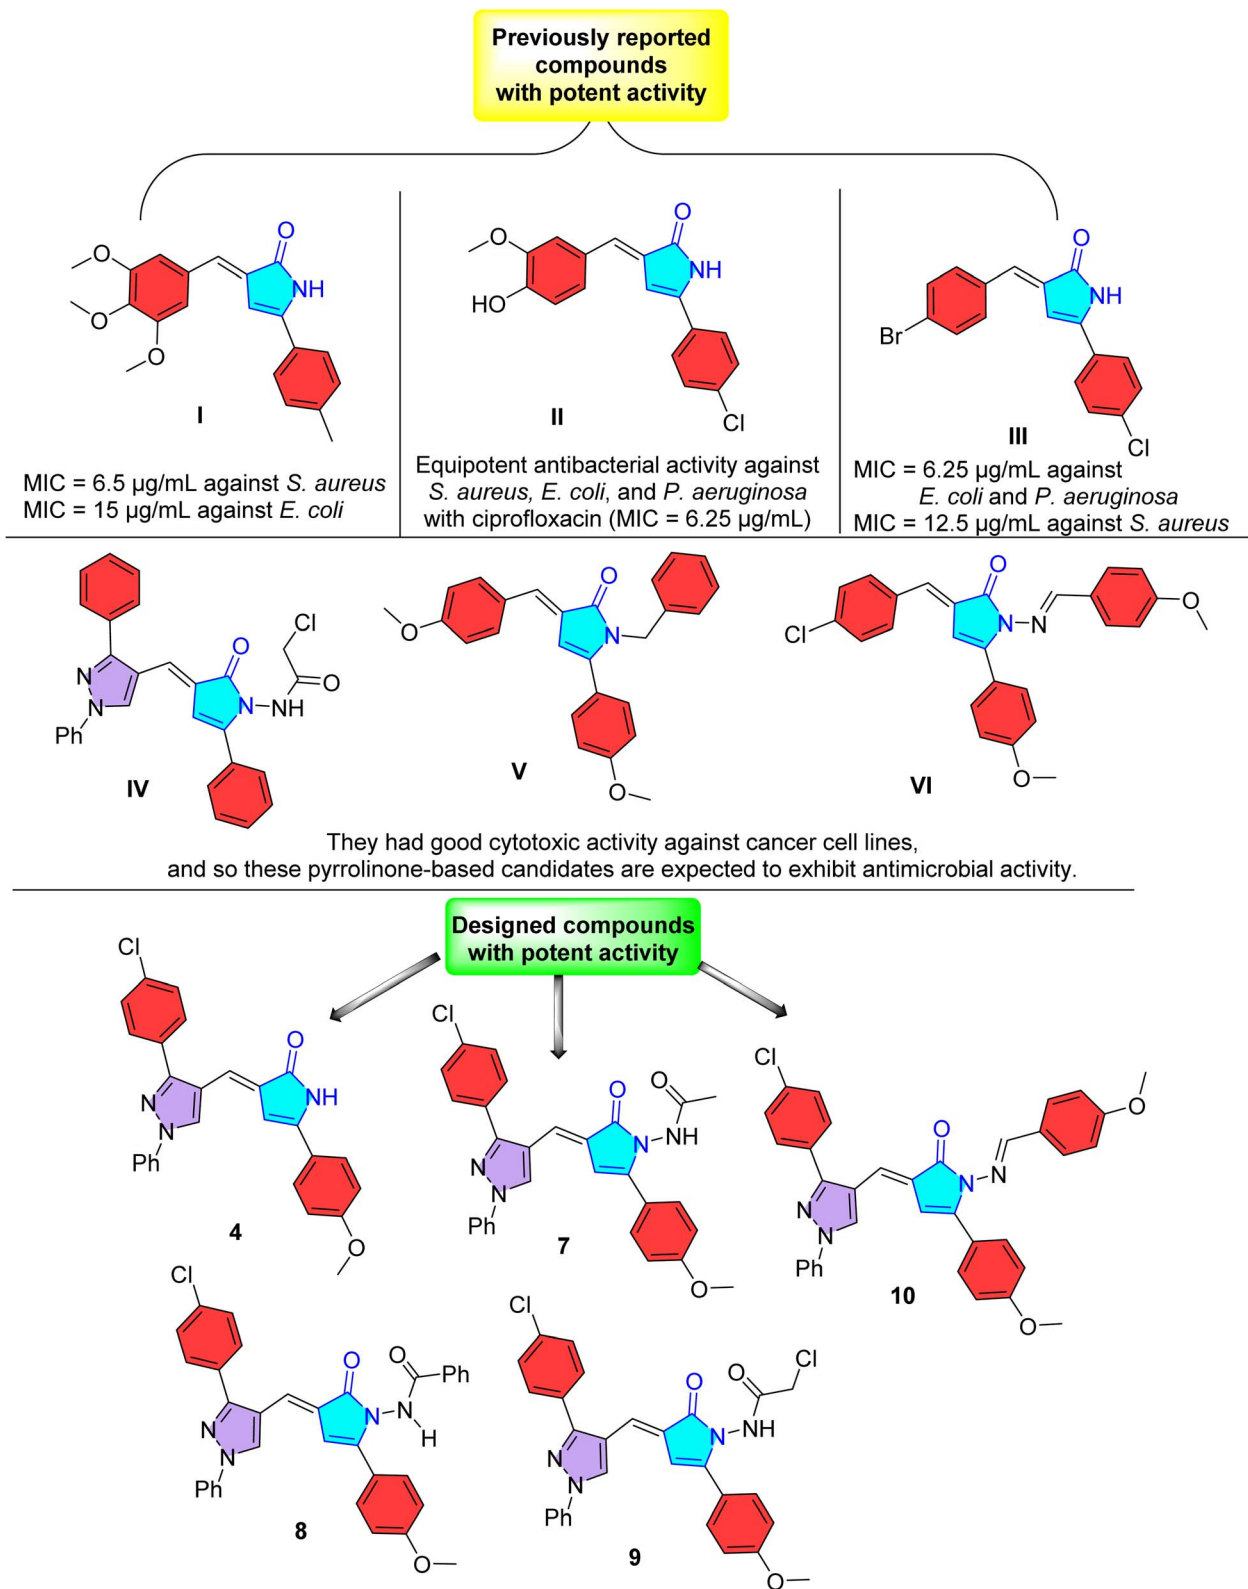 Previously reported
compounds
with potent activity
O
O
O
O
NH
I
MIC = 6.5 µg/mL against S. aureus
MIC = 15 µg/mL against E. coli
O
O
HO
NH
Cl
II
Equipotent antibacterial activity against
S. aureus, E. coli, and P. aeruginosa
with ciprofloxacin (MIC = 6.25 µg/mL)
O
NH
Br
Cl
III
MIC = 6.25 µg/mL against
E. coli and P. aeruginosa
MIC = 12.5 µg/mL against S. aureus
Cl
O
O
N
N
N
NH
Ph
IV
O
O
N
O
V
O
Cl
N
N
O
O
VI
They had good cytotoxic activity against cancer cell lines,
and so these pyrrolinone-based candidates are expected to exhibit antimicrobial activity.
Designed compounds
with potent activity
Cl
O
N
N
NH
Ph
O
4
Cl
O
O
N
N
N
NH
Ph
O
7
Cl
O
O
N
N
N
N
Ph
O
10
Cl
O
O
Ph
N
N
N
N
H
Ph
O
8
Cl
O
O
Cl
N
N
N
NH
Ph
O
9